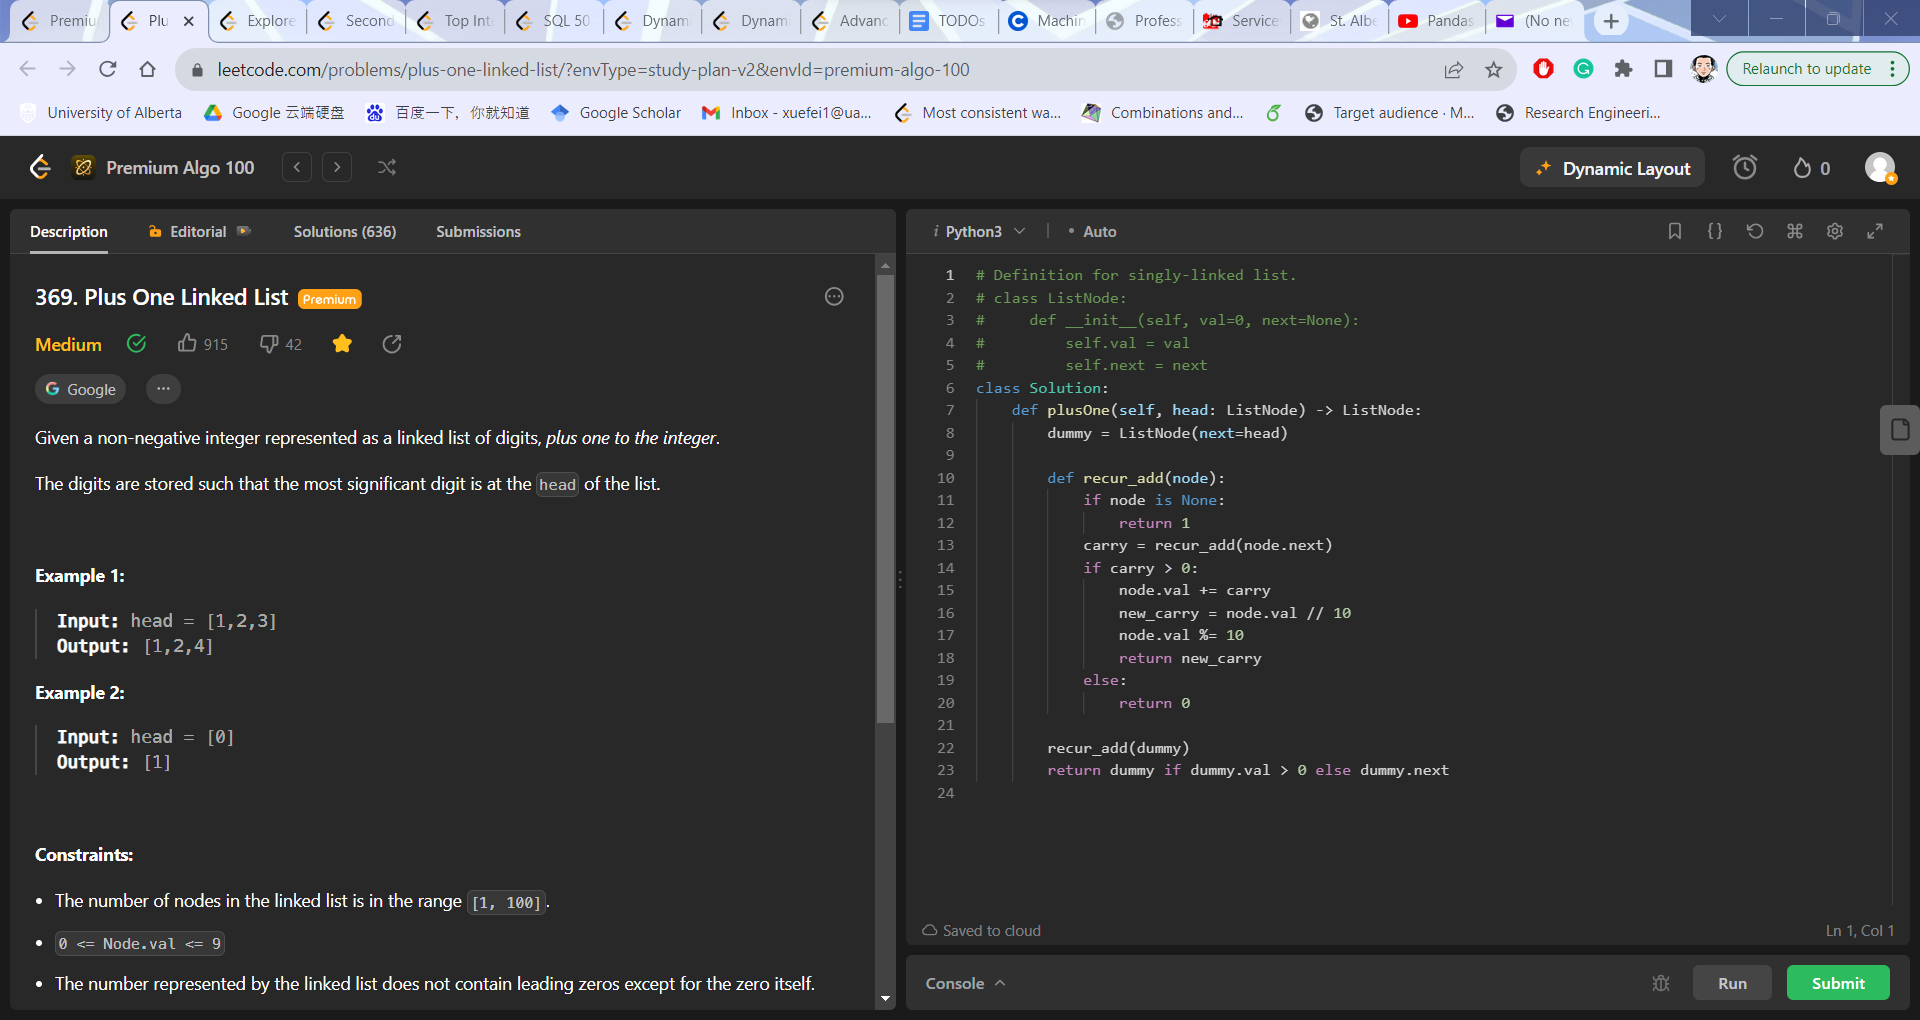 Premiu
Plu
Explore
Second
Top Inte
SQL 50
Dynam
Dynam
Advanc
TODOs
Machin
Profess
Service
St. Albe
Pandas
(No ne
leetcode.com/problems/plus-one-linked-list/?envType=study-plan-v2&envId=premium-algo-100
Relaunch to update
University of Alberta
Google 云端硬盘
百度一下，你就知道
Google Scholar
Inbox - xuefei1@ua...
Most consistent wa...
Combinations and...
Target audience · M...
Research Engineeri...
Premium Algo 100
Dynamic Layout
0
Description
Editorial
Solutions (636)
Submissions
369. Plus One Linked List Premium
Medium
915
42
Google
Given a non-negative integer represented as a linked list of digits, plus one to the integer.
The digits are stored such that the most significant digit is at the head of the list.
Example 1:
Input: head = [1,2,3]
Output: [1,2,4]
Example 2:
Input: head = [0]
Output: [1]
Constraints:
• The number of nodes in the linked list is in the range [1, 100].
• 0 <= Node.val <= 9
• The number represented by the linked list does not contain leading zeros except for the zero itself.
i Python3
• Auto
1 # Definition for singly-linked list.
2 # class ListNode:
3 #     def __init__(self, val=0, next=None):
4 #         self.val = val
5 #         self.next = next
6 class Solution:
7     def plusOne(self, head: ListNode) -> ListNode:
8         dummy = ListNode(next=head)
9
10         def recur_add(node):
11             if node is None:
12                 return 1
13             carry = recur_add(node.next)
14             if carry > 0:
15                 node.val += carry
16                 new_carry = node.val // 10
17                 node.val %= 10
18                 return new_carry
19             else:
20                 return 0
21
22         recur_add(dummy)
23         return dummy if dummy.val > 0 else dummy.next
24
Saved to cloud
Ln 1, Col 1
Console
Run
Submit